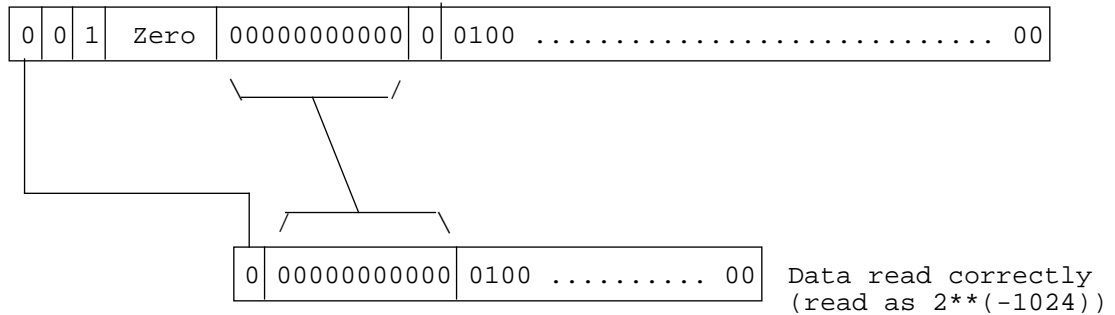 0 0 1 Zero 00000000000 0 0100 .............................. 00
0 00000000000 0100 .......... 00 Data read correctly
(read as 2**(-1024))